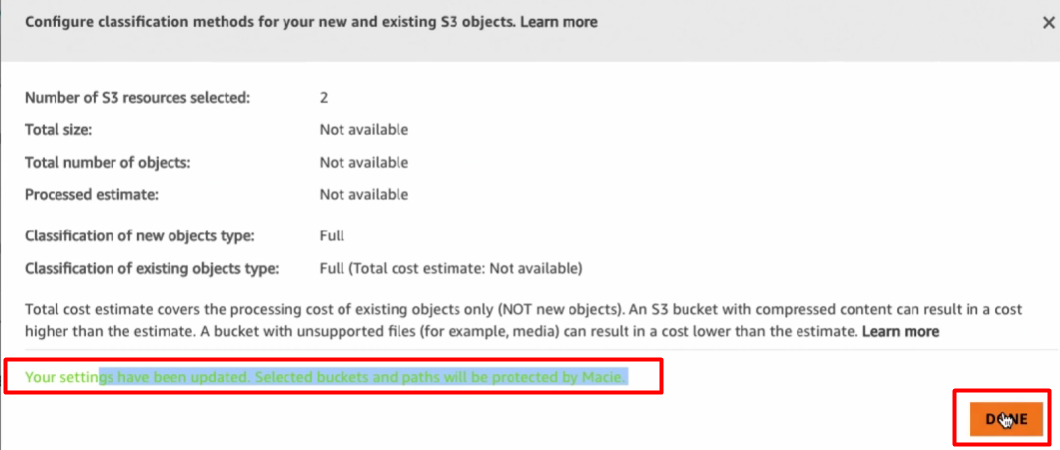 Configure classification methods for your new and existing S3 objects. Learn more
Number of S3 resources selected: 2
Total size: Not available
Total number of objects: Not available
Processed estimate: Not available
Classification of new objects type: Full
Classification of existing objects type: Full (Total cost estimate: Not available)
Total cost estimate covers the processing cost of existing objects only (NOT new objects). An S3 bucket with compressed content can result in a cost
higher than the estimate. A bucket with unsupported files (for example, media) can result in a cost lower than the estimate. Learn more
Your settings have been updated. Selected buckets and paths will be protected by Macie.
DONE